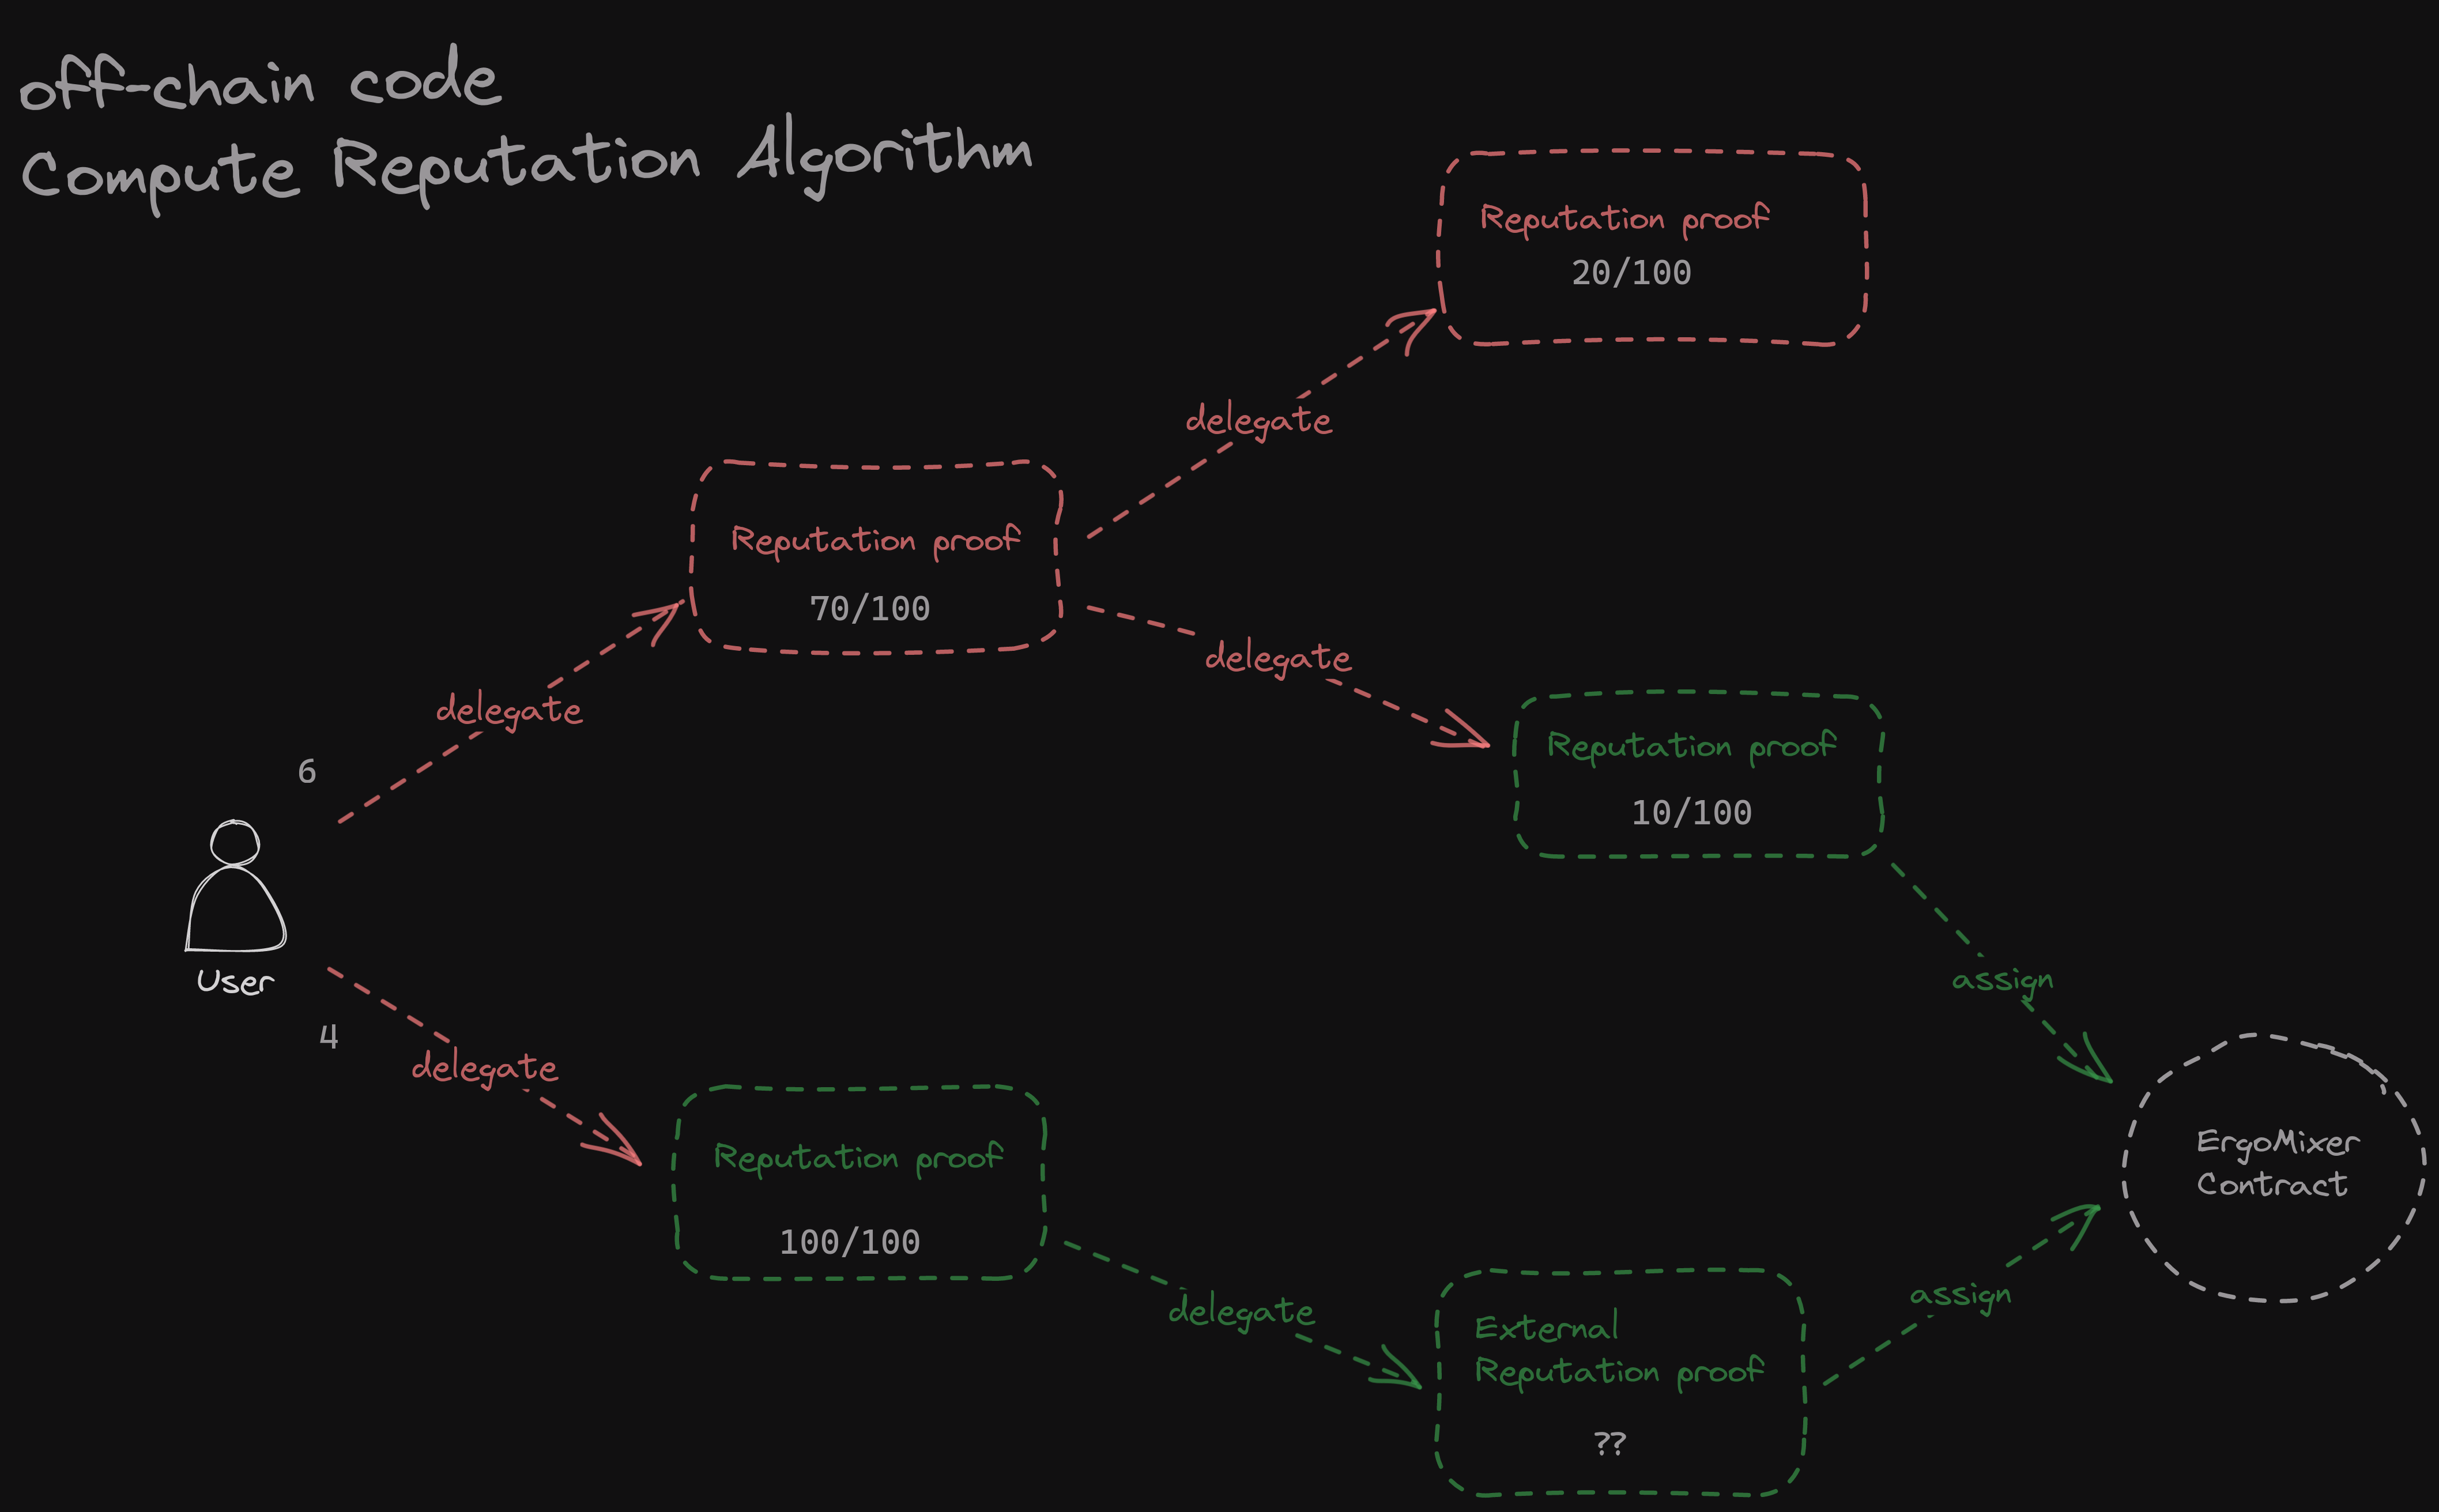 off-chain code
Compute Reputation Algorithm
Reputation proof
20/100
delegate
Reputation proof
70/100
delegate
delegate
Reputation proof
10/100
6
User
assign
4
delegate
ErgoMixer
Contract
Reputation proof
100/100
delegate
assign
External
Reputation proof
??